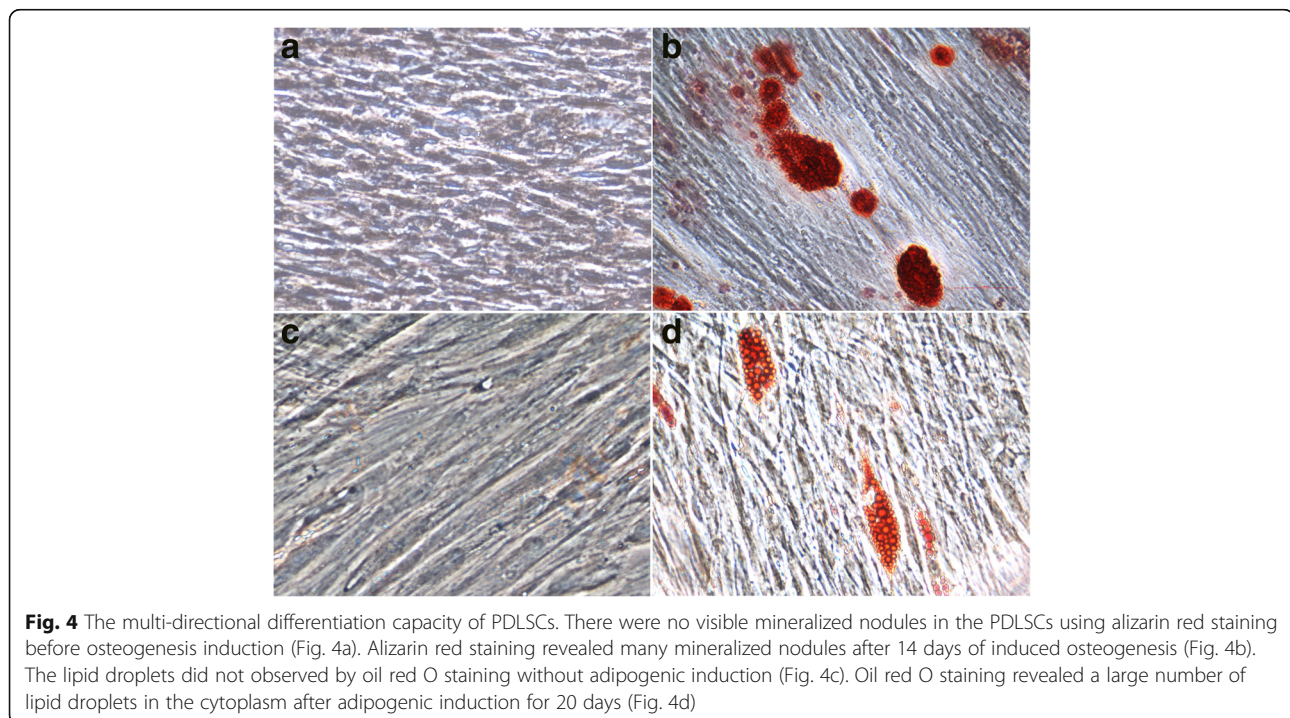 a
b
c
d
Fig. 4 The multi-directional differentiation capacity of PDLSCs. There were no visible mineralized nodules in the PDLSCs using alizarin red staining
before osteogenesis induction (Fig. 4a). Alizarin red staining revealed many mineralized nodules after 14 days of induced osteogenesis (Fig. 4b).
The lipid droplets did not observed by oil red O staining without adipogenic induction (Fig. 4c). Oil red O staining revealed a large number of
lipid droplets in the cytoplasm after adipogenic induction for 20 days (Fig. 4d)